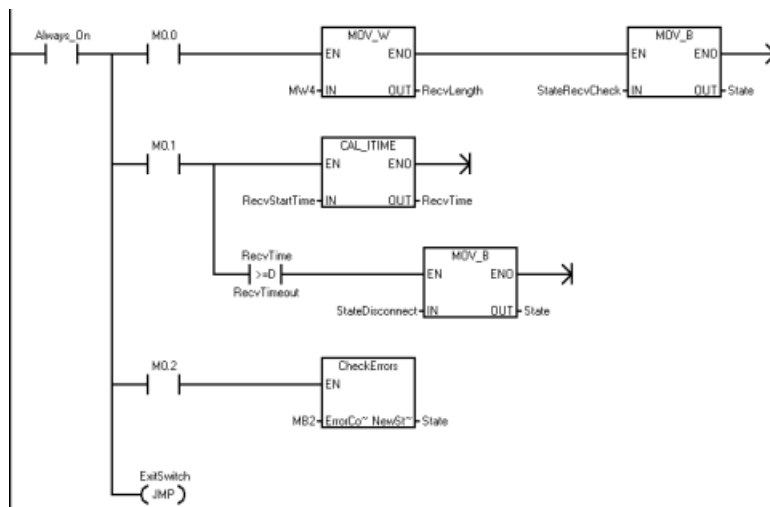 Always_On
M0.0
MOV_W
MOV_B
EN ENO
EN ENO
MW4 IN OUT RecvLength
StateRecvCheck IN OUT State
M0.1
CAL_ITIME
EN ENO
RecvStartTime IN OUT RecvTime
RecvTime
>=D
RecvTimeout
MOV_B
EN ENO
StateDisconnect IN OUT State
M0.2
CheckErrors
EN
MB2 ErrorCo~ NewSt~ State
ExitSwitch
JMP